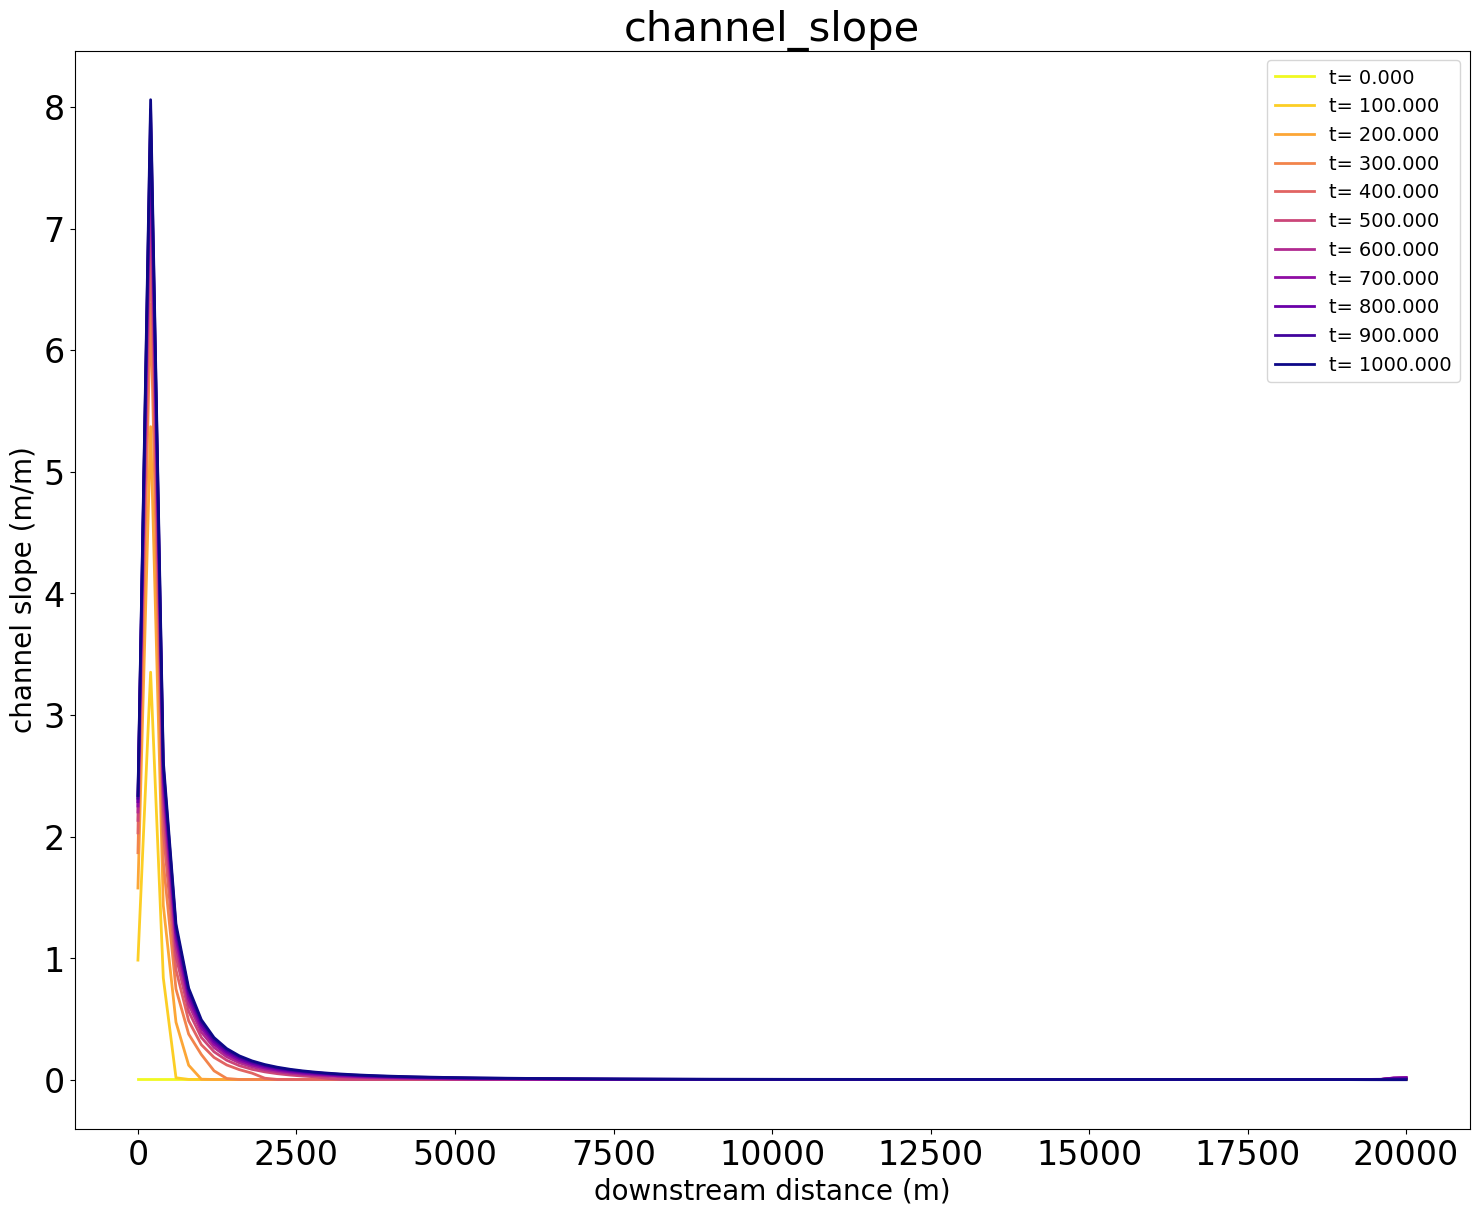 channel_slope
t= 0.000
t= 100.000
t= 200.000
t= 300.000
t= 400.000
t= 500.000
t= 600.000
t= 700.000
t= 800.000
t= 900.000
t= 1000.000
8
7
6
5
4
3
2
1
0
channel slope (m/m)
0 2500 5000 7500 10000 12500 15000 17500 20000
downstream distance (m)